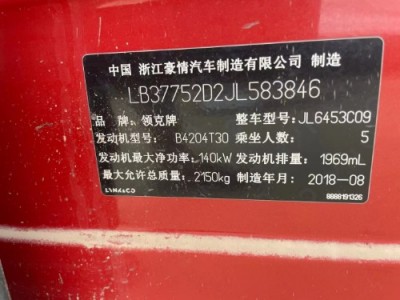 中国 浙江豪情汽车制造有限公司 制造
LB37752D2JL583846
品牌：领克牌 整车型号：JL6453C09
发动机型号：B4204T30 乘坐人数：5
发动机最大净功率：140kW 发动机排量：1969mL
最大允许总质量：2150kg 制造年月：2018-08
LYNK&CO 8888191326